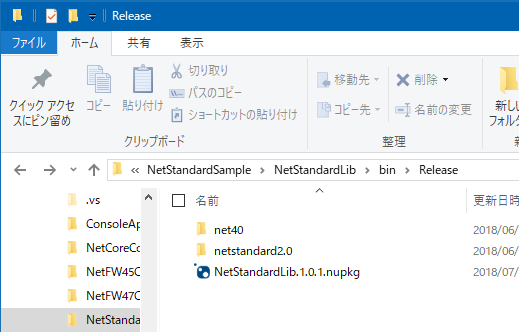 Release
ファイル ホーム 共有 表示
クイック アクセ
スにピン留め
コピー
貼り付け
切り取り
パスのコピー
ショートカットの貼り付け
クリップボード
移動先
コピー先
削除
名前の変更
整理
新し
フォル
« NetStandardSample > NetStandardLib > bin > Release
.vs
ConsoleAp
NetCoreCo
NetFW45C
NetFW47C
NetStanda
名前 更新日時
net40 2018/06/
netstandard2.0 2018/06/
NetStandardLib.1.0.1.nupkg 2018/07/